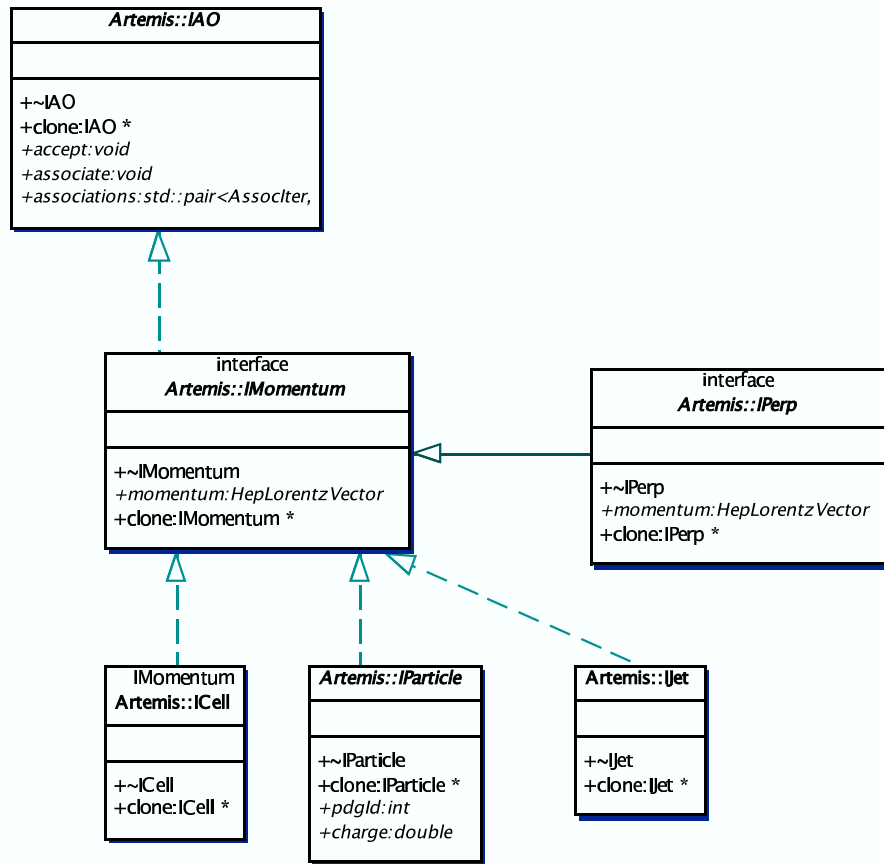 Artemis::IAO
+~IAO
+clone:IAO *
+accept:void
+associate:void
+associations:std::pair<AssocIter,
interface
Artemis::IMomentum
+~IMomentum
+momentum:HepLorentzVector
+clone:IMomentum *
interface
Artemis::IPerp
+~IPerp
+momentum:HepLorentzVector
+clone:IPerp *
IMomentum
Artemis::ICell
+~ICell
+clone:ICell *
Artemis::IParticle
+~IParticle
+clone:IParticle *
+pdgId:int
+charge:double
Artemis::IJet
+~IJet
+clone:IJet *